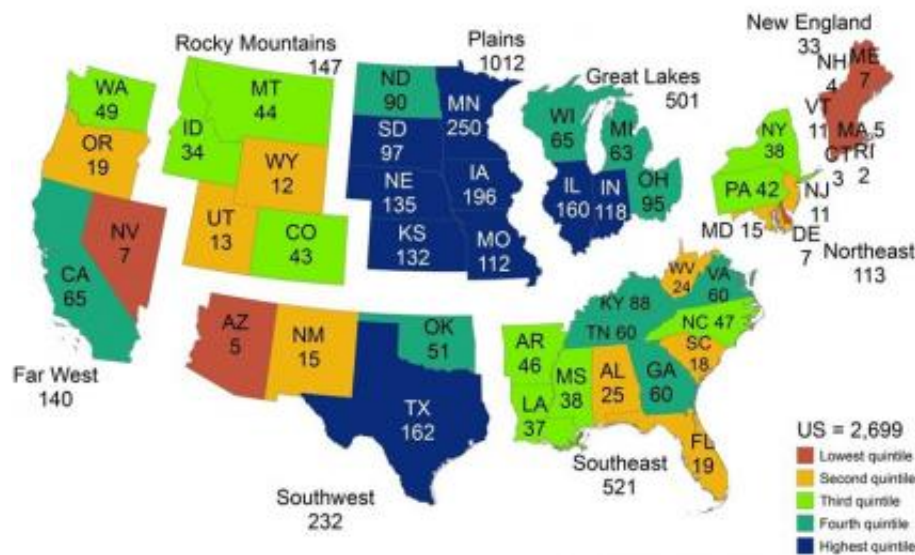 Rocky Mountains
147
Plains
1012
Great Lakes
501
New England
33
WA
49
OR
19
CA
65
NV
7
Far West
140
MT
44
ID
34
WY
12
UT
13
CO
43
ND
90
SD
97
NE
135
KS
132
MN
250
IA
196
MO
112
WI
65
MI
63
IL
160
IN
118
OH
95
NH
4
ME
7
VT
11
MA 5
CT
3
RI
2
NY
38
PA 42
NJ
11
MD 15
DE
7
Northeast
113
AZ
5
NM
15
OK
51
TX
162
Southwest
232
AR
46
LA
37
MS
38
AL
25
KY 88
TN 60
WV
24
VA
60
NC 47
SC
18
GA
60
FL
19
Southeast
521
US = 2,699
Lowest quintile
Second quintile
Third quintile
Fourth quintile
Highest quintile